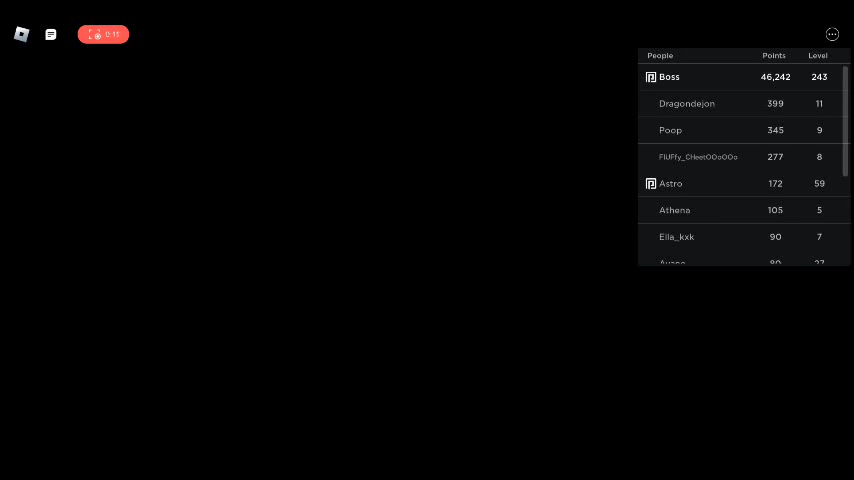 0:11
People Points Level
Boss 46,242 243
Dragondejon 399 11
Poop 345 9
FlUFfy_CHeetOOoOOo 277 8
Astro 172 59
Athena 105 5
Ella_kxk 90 7
80 27